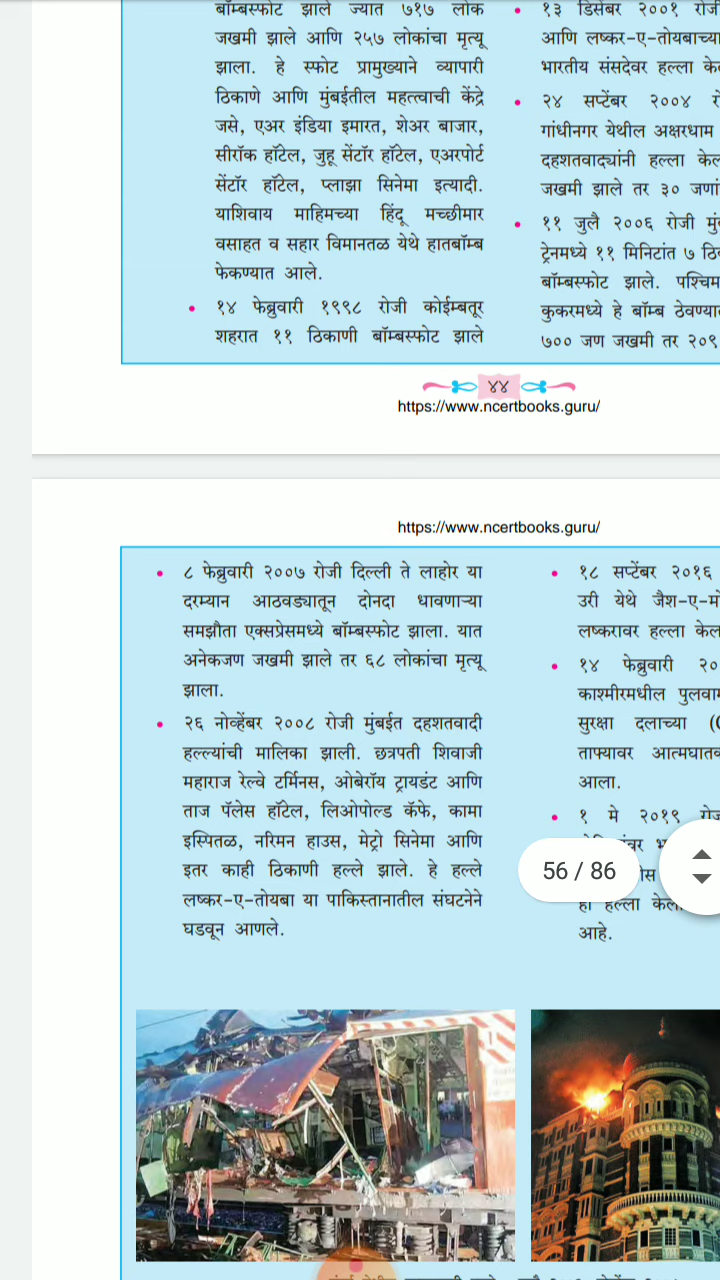 बॉम्बस्फोट झाले ज्यात ७१७ लोक
जखमी झाले आणि २५७ लोकांचा मृत्यू
झाला. हे स्फोट प्रामुख्याने व्यापारी
ठिकाणे आणि मुंबईतील महत्त्वाची केंद्रे
जसे, एअर इंडिया इमारत, शेअर बाजार,
सीरॉक हॉटेल, जुहू सेंटॉर हॉटेल, एअरपोर्ट
सेंटॉर हॉटेल, प्लाझा सिनेमा इत्यादी.
याशिवाय माहिमच्या हिंदू मच्छीमार
वसाहत व सहार विमानतळ येथे हातबॉम्ब
फेकण्यात आले.
• १४ फेब्रुवारी १९९८ रोजी कोईम्बतूर
शहरात ११ ठिकाणी बॉम्बस्फोट झाले
• १३ डिसेंबर २००१ रोजी
आणि लष्कर-ए-तोयबाच्या
भारतीय संसदेवर हल्ला के
• २४ सप्टेंबर २००४
गांधीनगर येथील अक्षरधाम
दहशतवाद्यांनी हल्ला केल
जखमी झाले तर ३० जणां
• ११ जुलै २००६ रोजी मुं
ट्रेनमध्ये ११ मिनिटांत ७ ठि
बॉम्बस्फोट झाले. पश्चिम
कुकरमध्ये हे बॉम्ब ठेवण्या
७०० जण जखमी तर २०९
४४
https://www.ncertbooks.guru/
https://www.ncertbooks.guru/
• ८ फेब्रुवारी २००७ रोजी दिल्ली ते लाहोर या
दरम्यान आठवड्यातून दोनदा धावणाऱ्या
समझौता एक्सप्रेसमध्ये बॉम्बस्फोट झाला. यात
अनेकजण जखमी झाले तर ६८ लोकांचा मृत्यू
झाला.
• २६ नोव्हेंबर २००८ रोजी मुंबईत दहशतवादी
हल्ल्यांची मालिका झाली. छत्रपती शिवाजी
महाराज रेल्वे टर्मिनस, ओबेरॉय ट्रायडंट आणि
ताज पॅलेस हॉटेल, लिओपोल्ड कॅफे, कामा
इस्पितळ, नरिमन हाउस, मेट्रो सिनेमा आणि
इतर काही ठिकाणी हल्ले झाले. हे हल्ले
लष्कर-ए-तोयबा या पाकिस्तानातील संघटनेने
घडवून आणले.
• १८ सप्टेंबर २०१६
उरी येथे जैश-ए-मो
लष्करावर हल्ला केल
• १४ फेब्रुवारी २०
काश्मीरमधील पुलवाम
सुरक्षा दलाच्या
ताफ्यावर आत्मघातक
आला.
• १ मे २०१९ रोज
हा हल्ला
आहे.
56 / 86